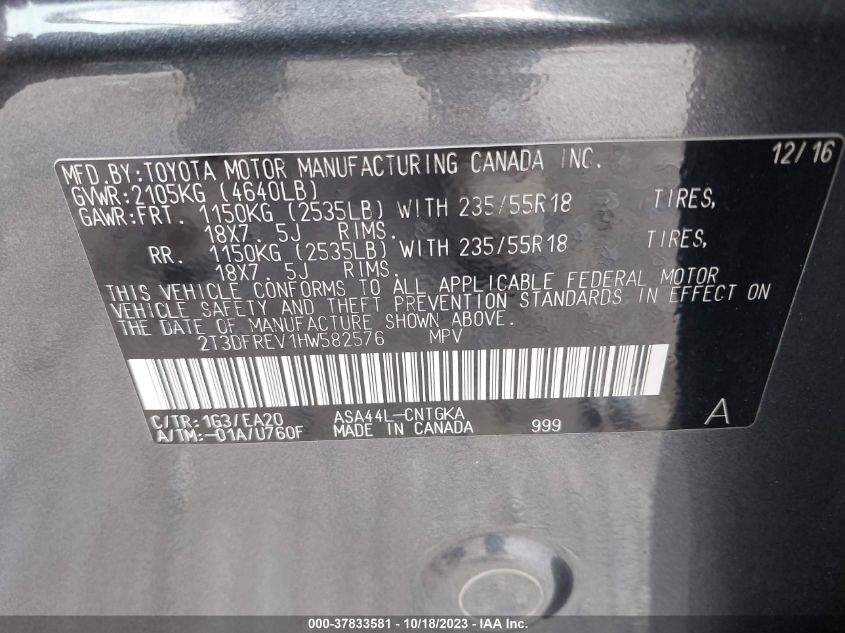 MFD.BY:TOYOTA MOTOR MANUFACTURING CANADA INC. 12/16
GVWR:2105KG (4640LB)
GAWR:FRT. 1150KG (2535LB) WITH 235/55R18 TIRES,
18X7.5J RIMS.
RR. 1150KG (2535LB) WITH 235/55R18 TIRES,
18X7.5J RIMS.
THIS VEHICLE CONFORMS TO ALL APPLICABLE FEDERAL MOTOR
VEHICLE SAFETY AND THEFT PREVENTION STANDARDS IN EFFECT ON
THE DATE OF MANUFACTURE SHOWN ABOVE.
2T3DFREV1HW582576 MPV
C/TR:1G3/EA20 ASA44L-CNTGKA A
A/TM:-01A/U760F MADE IN CANADA 999
000-37833581 - 10/18/2023 - IAA Inc.